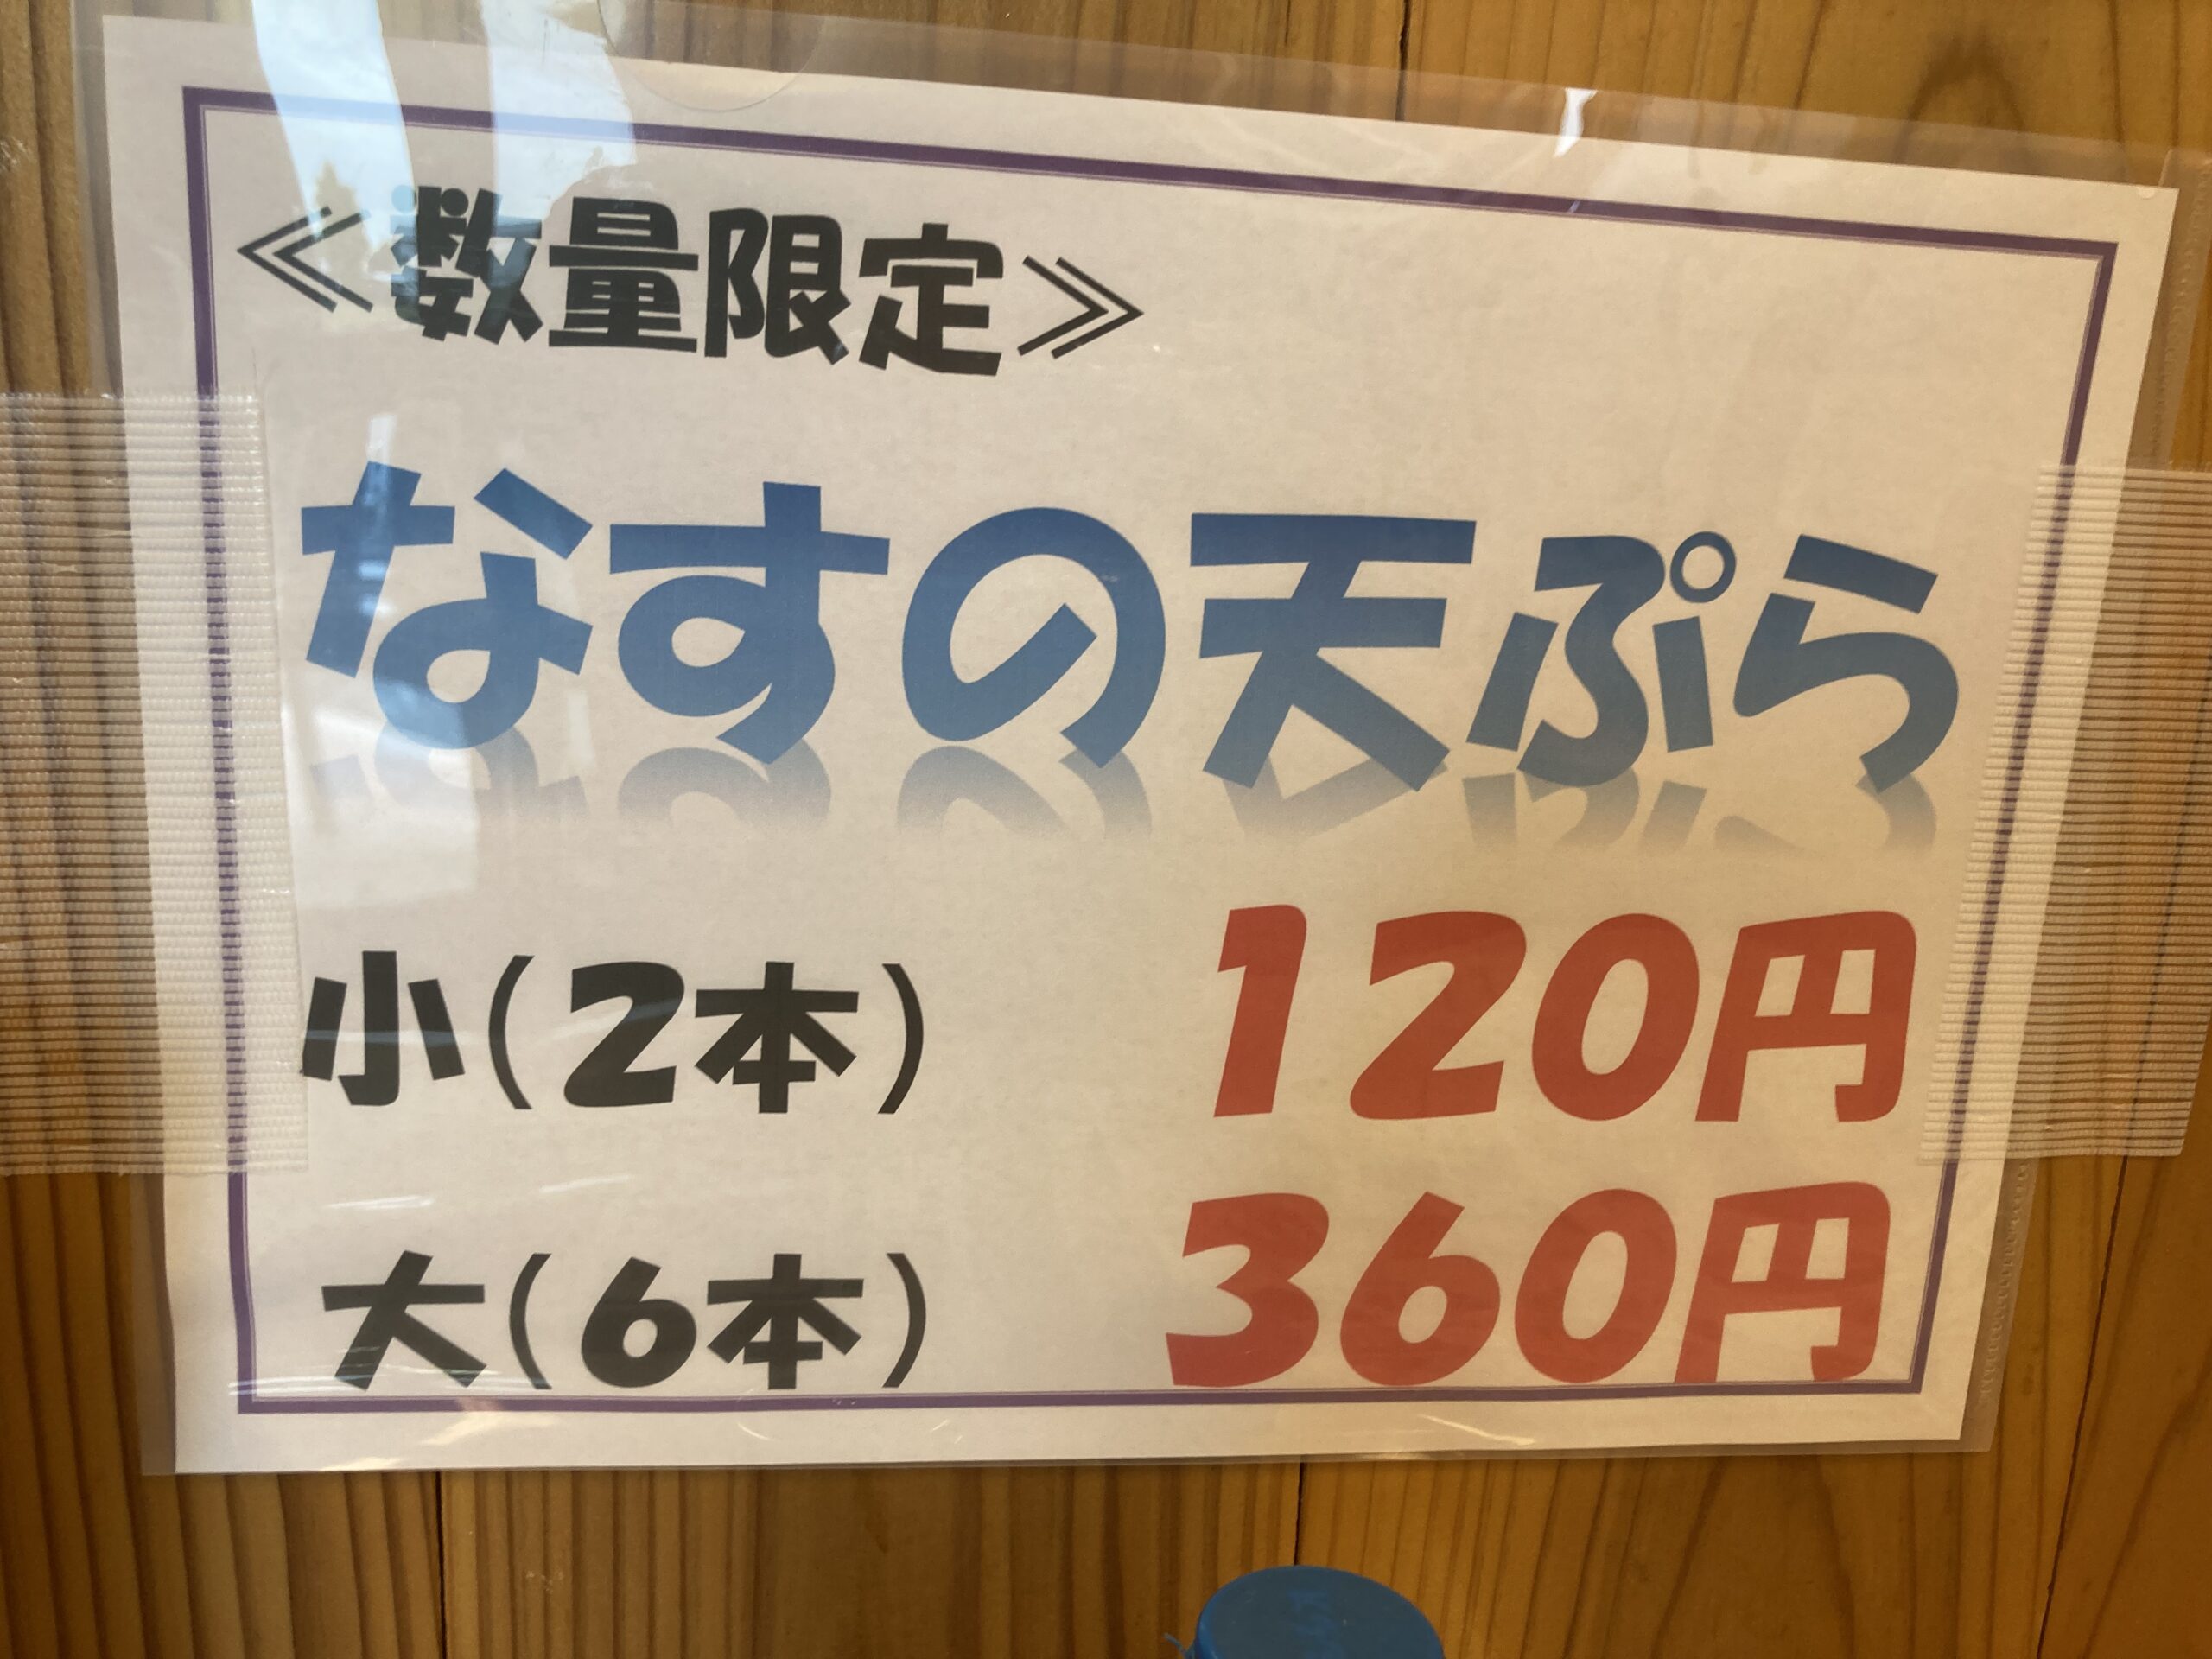 ≪数量限定≫
なすの天ぷら
小(2本) 120円
大(6本) 360円